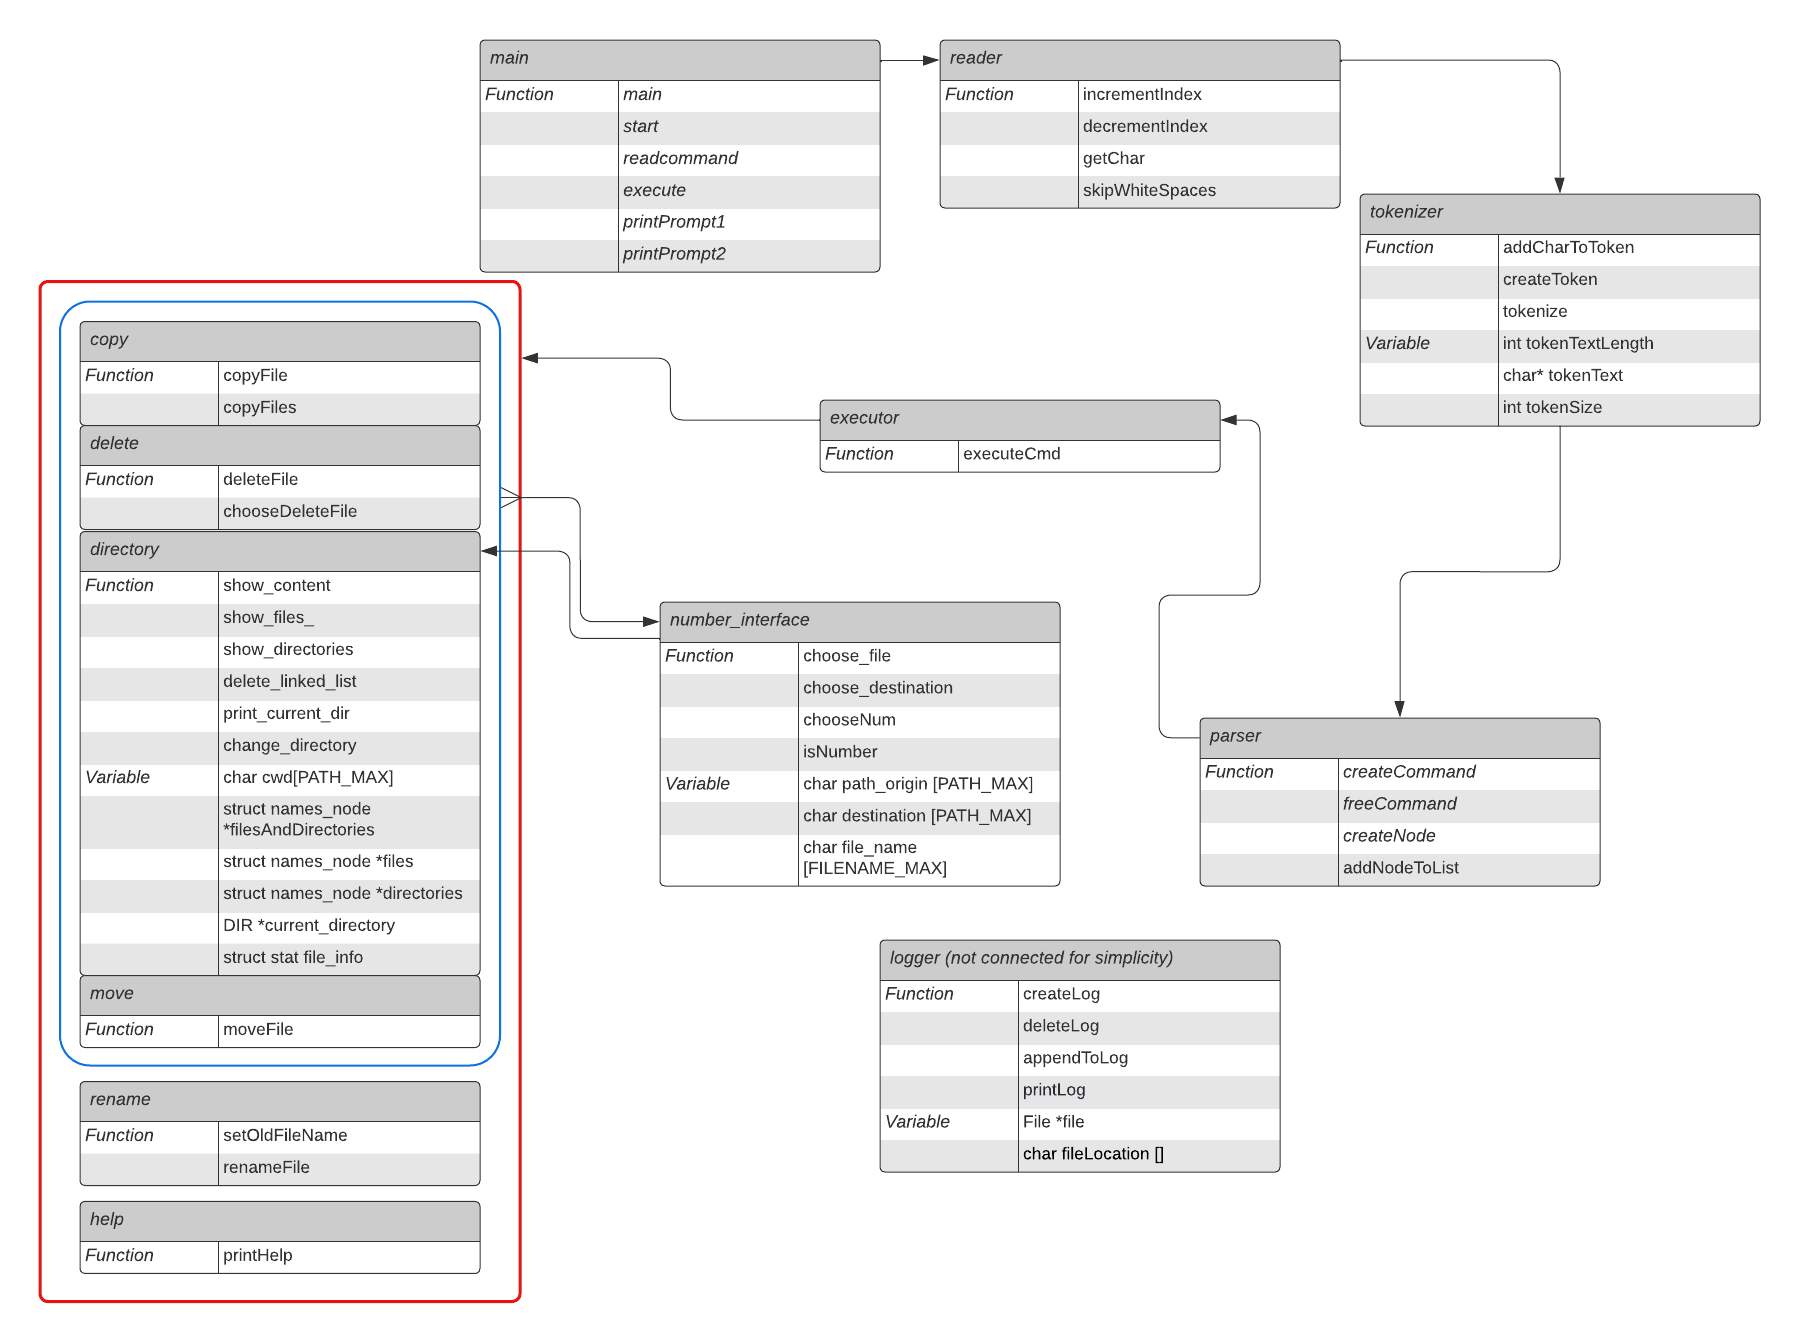 main
Function main
start
readcommand
execute
printPrompt1
printPrompt2
reader
Function incrementIndex
decrementIndex
getChar
skipWhiteSpaces
tokenizer
Function addCharToToken
createToken
tokenize
Variable int tokenTextLength
char* tokenText
int tokenSize
copy
Function copyFile
copyFiles
delete
Function deleteFile
chooseDeleteFile
directory
Function show_content
show_files_
show_directories
delete_linked_list
print_current_dir
change_directory
Variable char cwd[PATH_MAX]
struct names_node
*filesAndDirectories
struct names_node *files
struct names_node *directories
DIR *current_directory
struct stat file_info
move
Function moveFile
rename
Function setOldFileName
renameFile
help
Function printHelp
executor
Function executeCmd
number_interface
Function choose_file
choose_destination
chooseNum
isNumber
Variable char path_origin [PATH_MAX]
char destination [PATH_MAX]
char file_name
[FILENAME_MAX]
parser
Function createCommand
freeCommand
createNode
addNodeToList
logger (not connected for simplicity)
Function createLog
deleteLog
appendToLog
printLog
Variable File *file
char fileLocation []